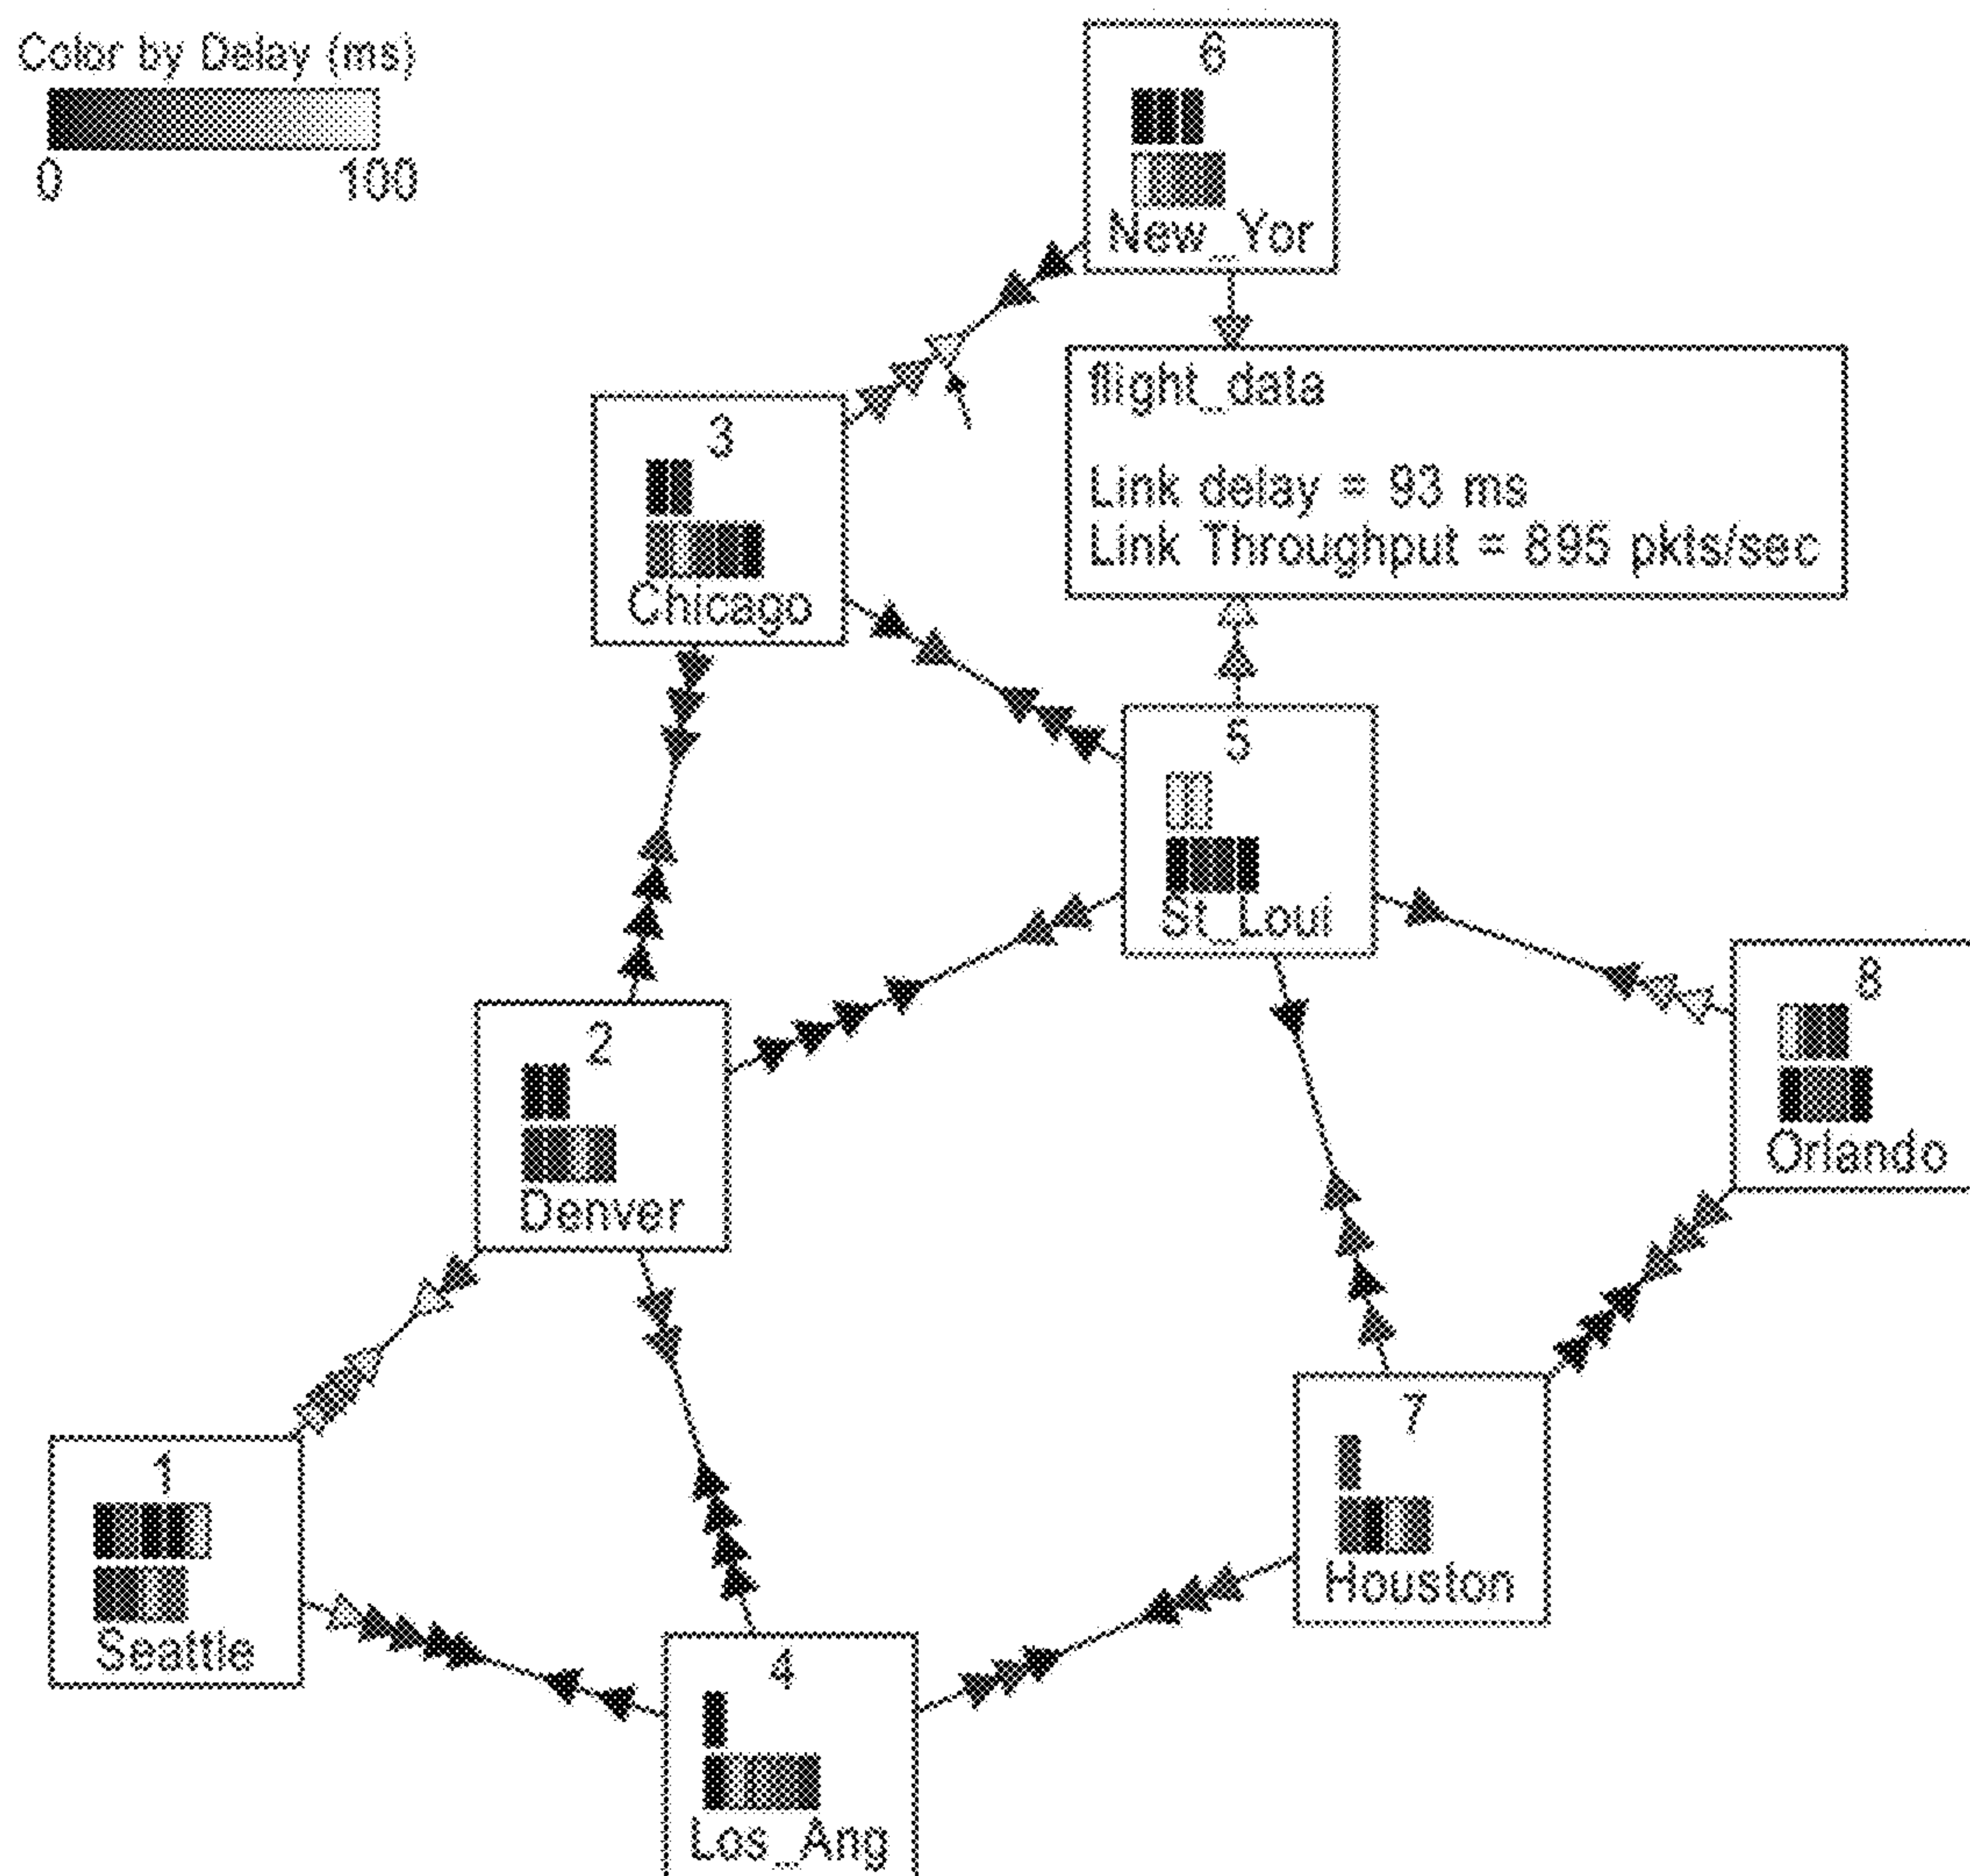 Color by Delay (ms)
0 100
6
New_Yor
flight_data
Link delay = 93 ms
Link Throughput = 895 pkts/sec
3
Chicago
5
St_Loui
8
Orlando
2
Denver
7
Houston
1
Seattle
4
Los_Ang